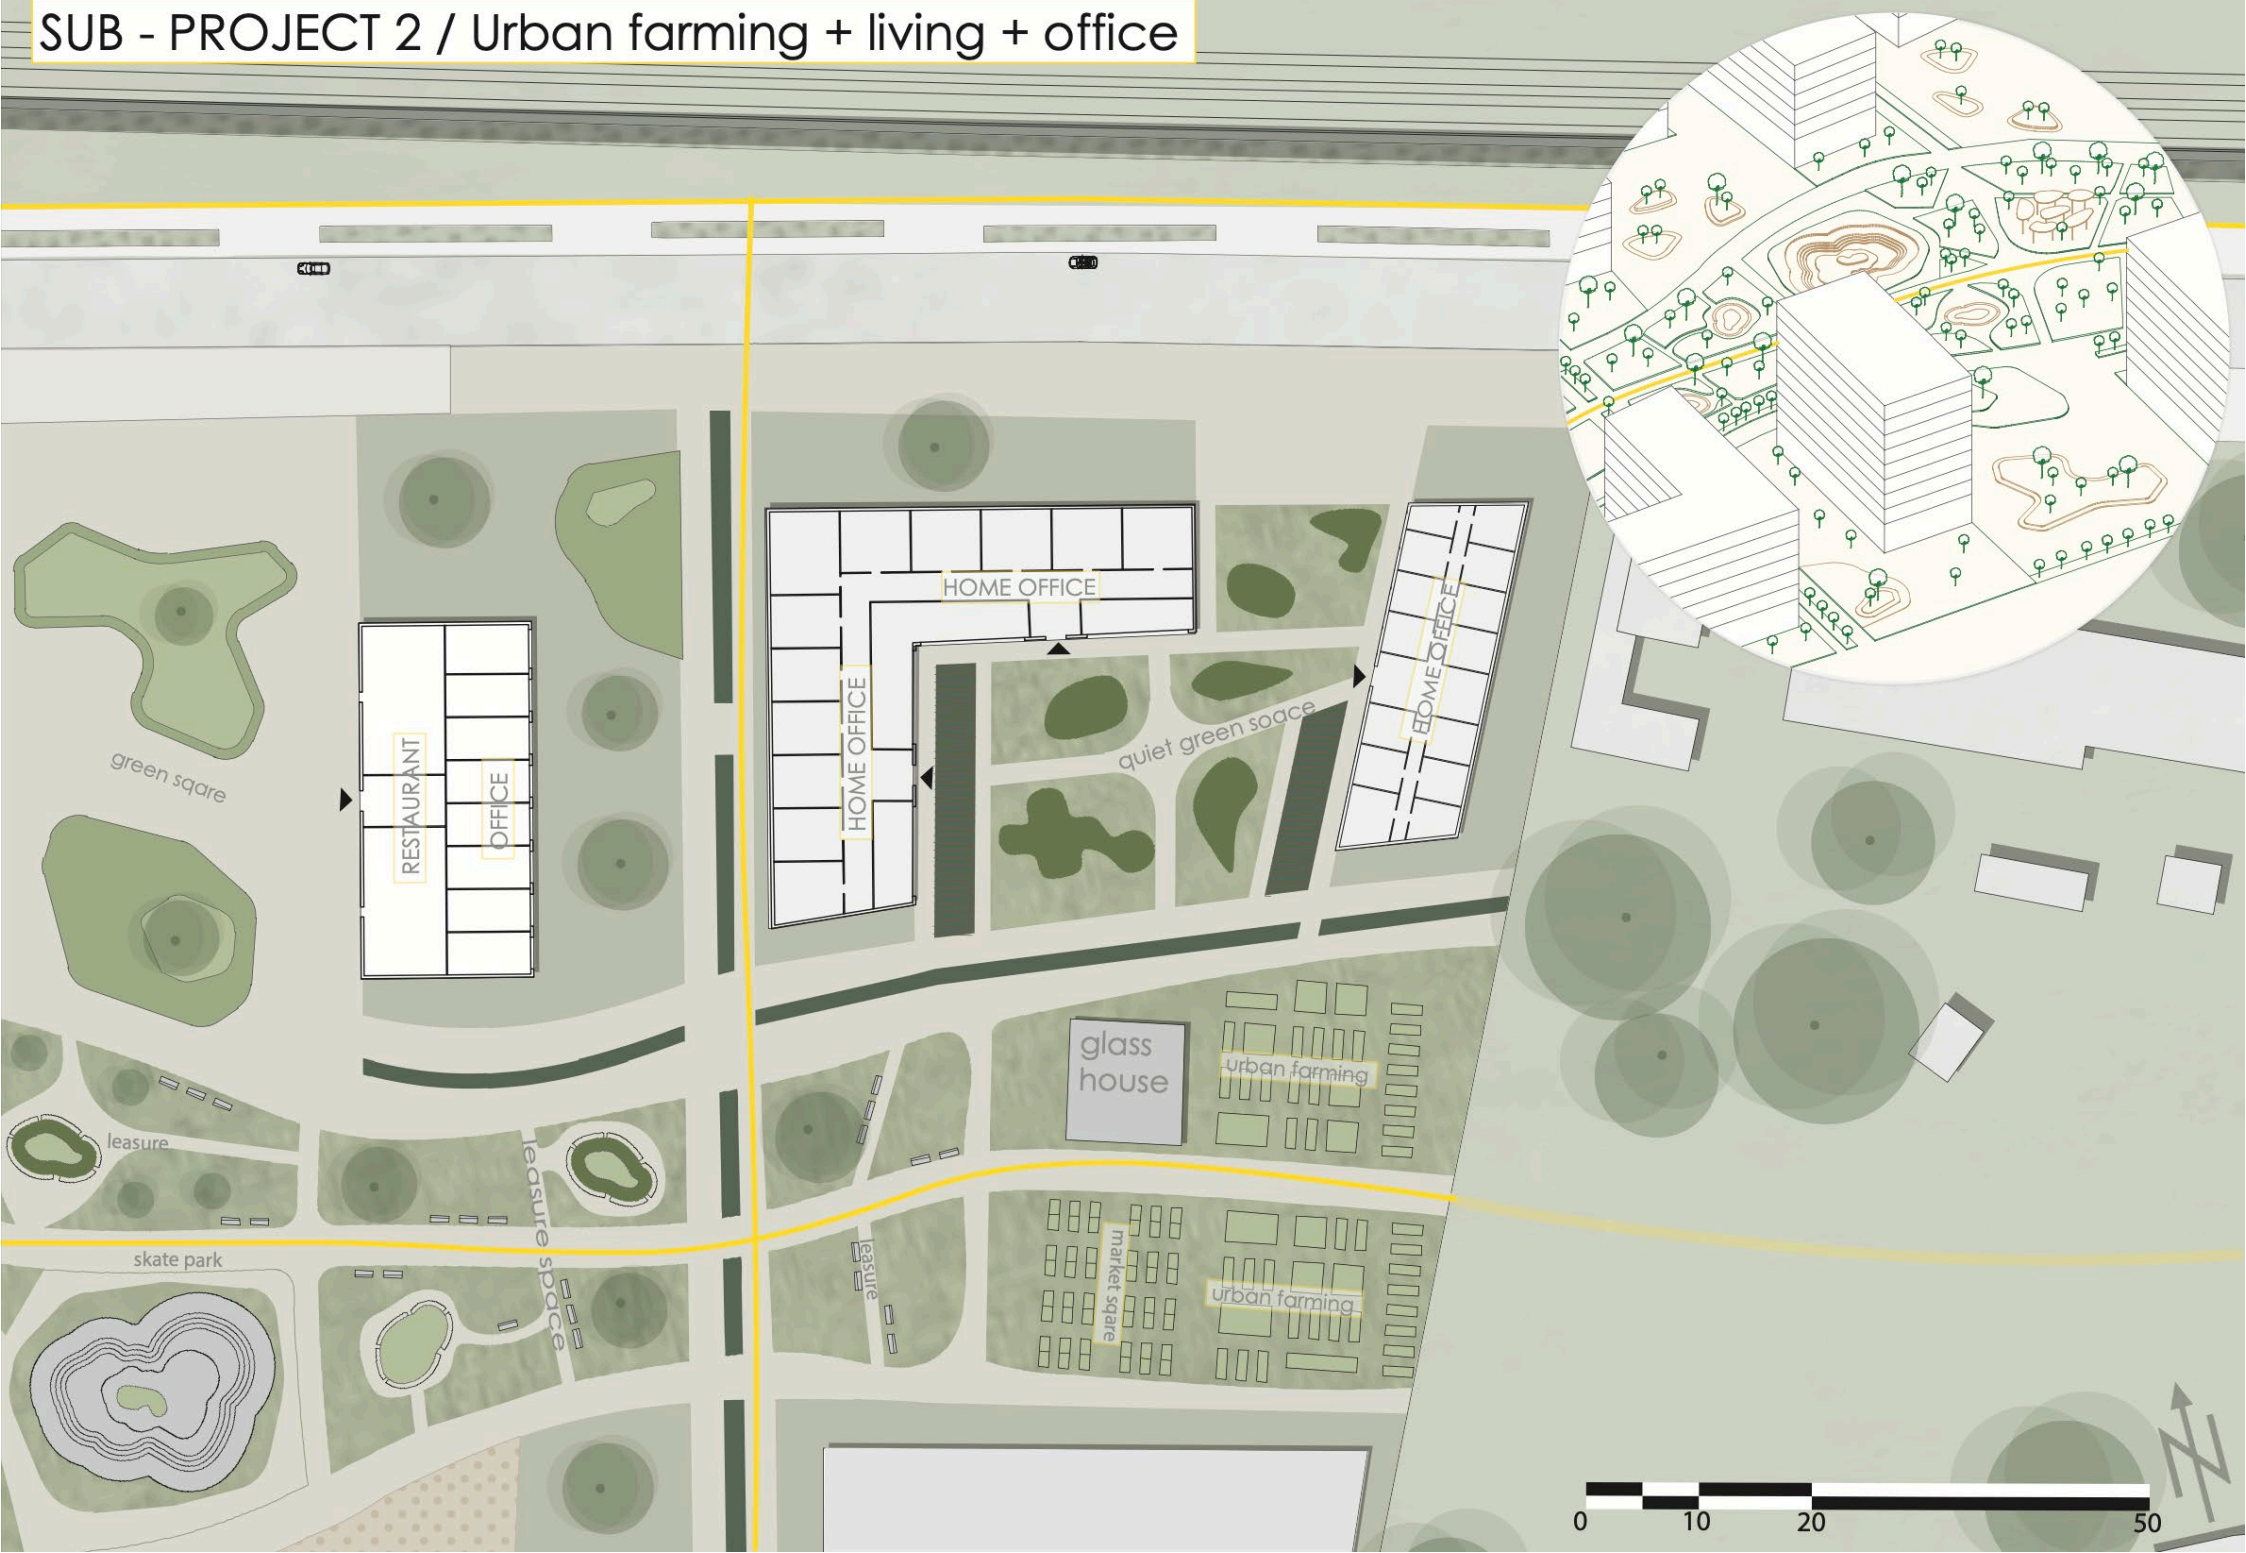 SUB - PROJECT 2 / Urban farming + living + office
HOME OFFICE
HOME OFFICE
HOME OFFICE
green sqare
RESTAURANT
OFFICE
quiet green soace
glass
house
urban farming
leasure
leasure space
skate park
leasure
market square
urban farming
0 10 20 50
N